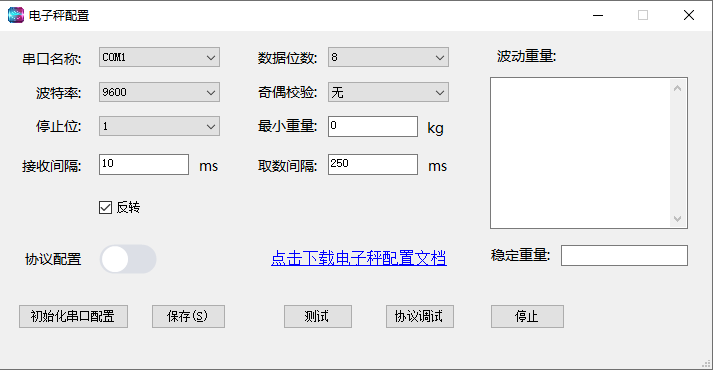 电子秤配置
串口名称: COM1 数据位数: 8 波动重量:
波特率: 9600 奇偶校验: 无
停止位: 1 最小重量: 0 kg
接收间隔: 10 ms 取数间隔: 250 ms
反转
协议配置 点击下载电子秤配置文档 稳定重量:
初始化串口配置 保存(S) 测试 协议调试 停止